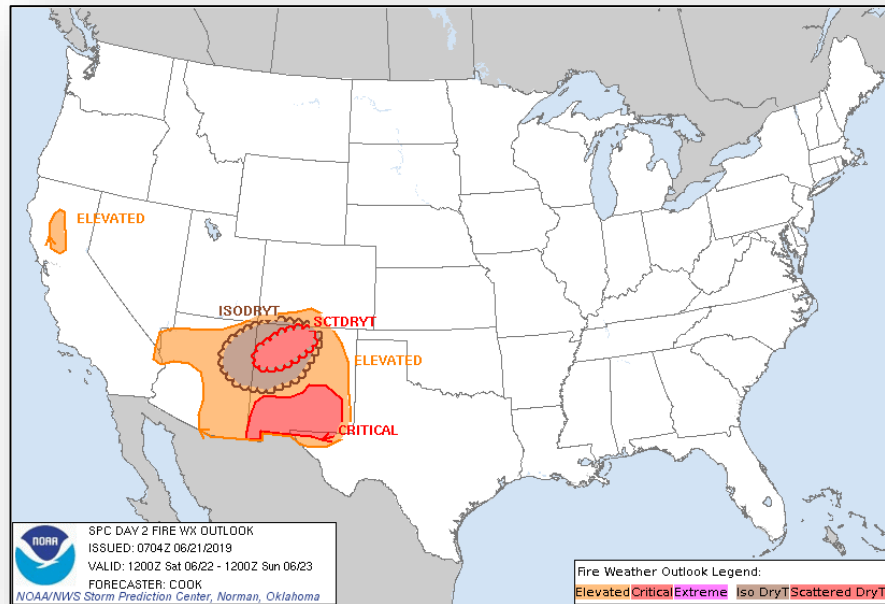 ELEVATED
ISODRYT
SCTDRYT
ELEVATED
CRITICAL
NOAA
SPC DAY 2 FIRE WX OUTLOOK
ISSUED: 0704Z 06/21/2019
VALID: 1200Z Sat 06/22 - 1200Z Sun 06/23
FORECASTER: COOK
NOAA/NWS Storm Prediction Center, Norman, Oklahoma
Fire Weather Outlook Legend:
Elevated Critical Extreme Iso DryT Scattered DryT